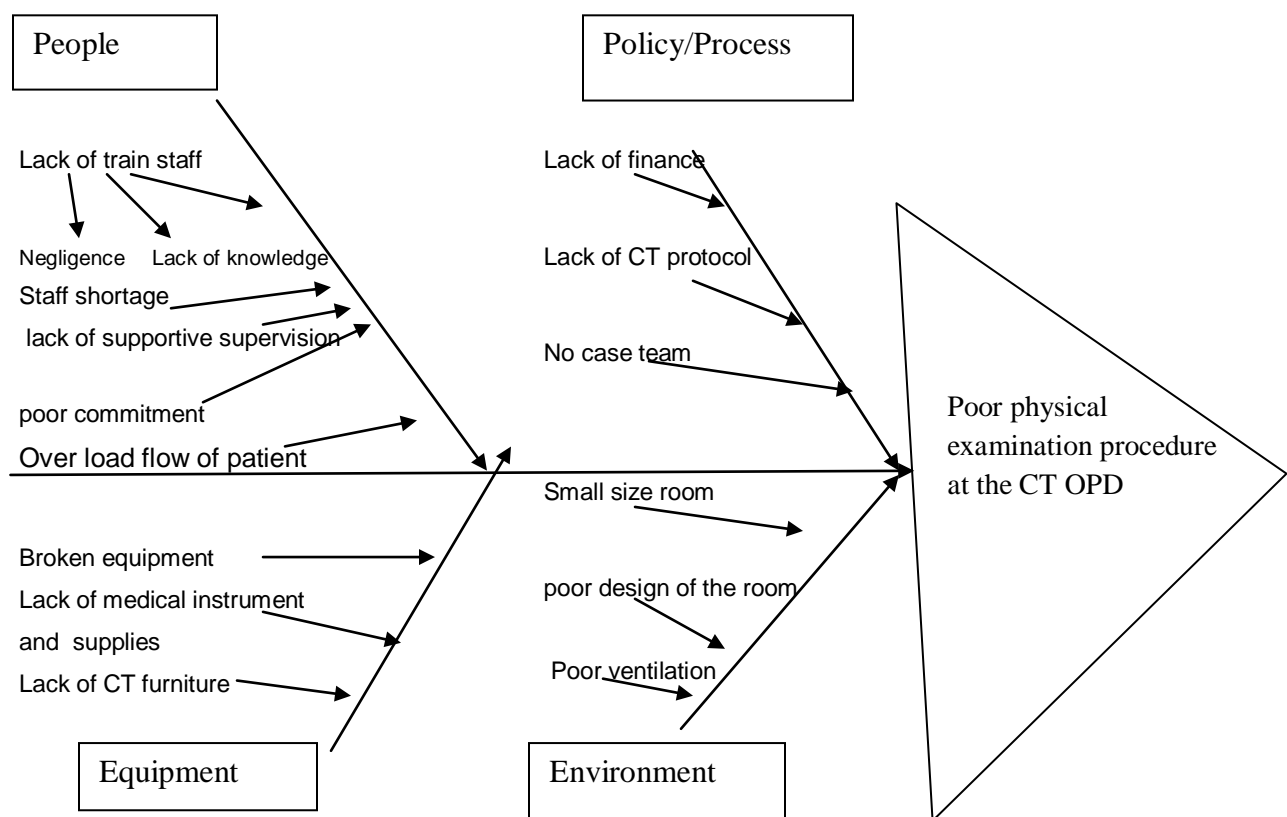 People
Policy/Process
Lack of train staff
Negligence
Lack of knowledge
Staff shortage
lack of supportive supervision
poor commitment
Over load flow of patient
Lack of finance
Lack of CT protocol
No case team
Poor physical
examination procedure
at the CT OPD
Broken equipment
Lack of medical instrument
and supplies
Lack of CT furniture
Small size room
poor design of the room
Poor ventilation
Equipment
Environment